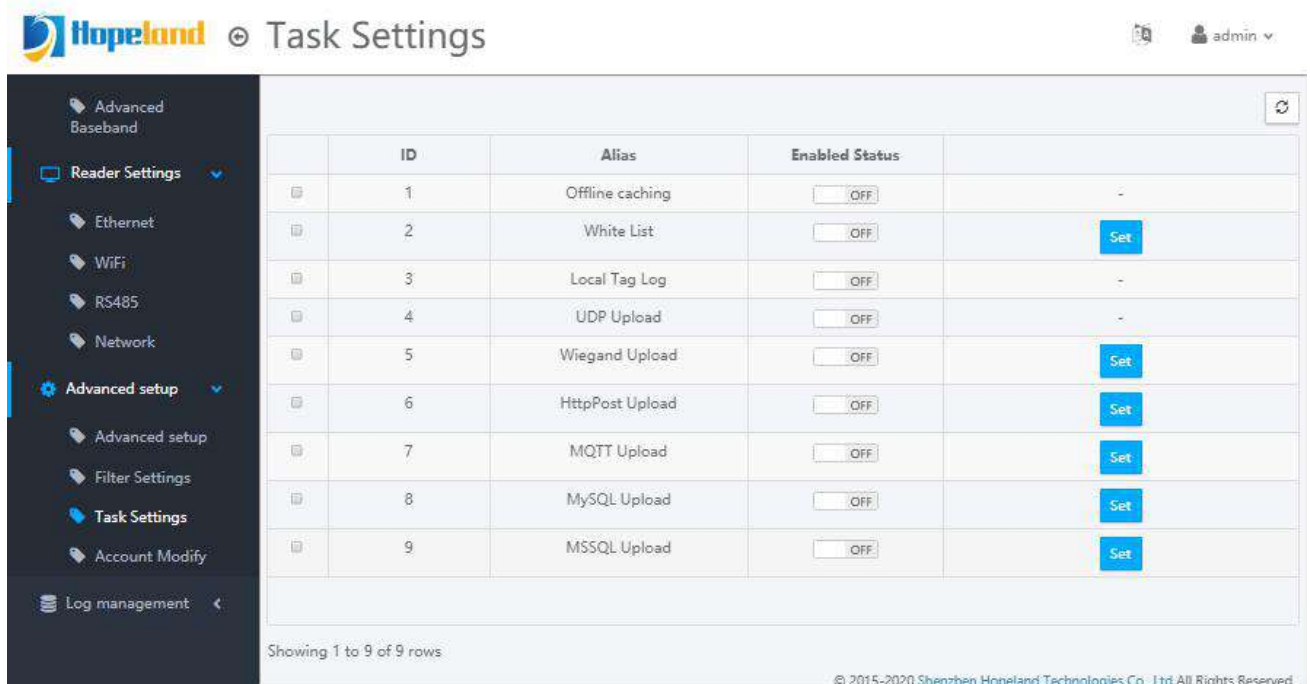 Hopeland Task Settings admin
Advanced
Baseband
Reader Settings
Ethernet
WiFi
RS485
Network
Advanced setup
Advanced setup
Filter Settings
Task Settings
Account Modify
Log management
ID Alias Enabled Status
1 Offline caching OFF -
2 White List OFF Set
3 Local Tag Log OFF -
4 UDP Upload OFF -
5 Wiegand Upload OFF Set
6 HttpPost Upload OFF Set
7 MQTT Upload OFF Set
8 MySQL Upload OFF Set
9 MSSQL Upload OFF Set
Showing 1 to 9 of 9 rows
© 2015-2020 Shenzhen Hopeland Technologies Co., Ltd All Rights Reserved